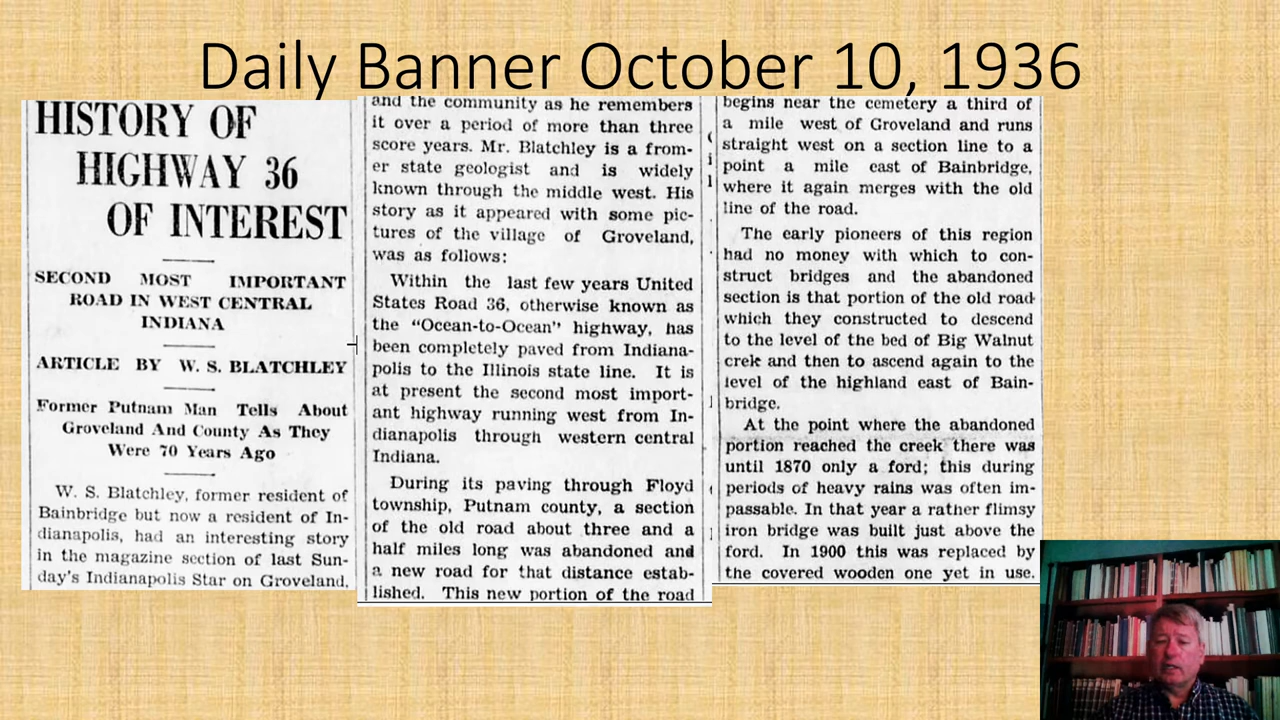 Daily Banner October 10, 1936
HISTORY OF
HIGHWAY 36
OF INTEREST
SECOND MOST IMPORTANT
ROAD IN WEST CENTRAL
INDIANA
ARTICLE BY W. S. BLATCHLEY
Former Putnam Man Tells About
Groveland And County As They
Were 70 Years Ago
W. S. Blatchley, former resident of
Bainbridge but now a resident of In-
dianapolis, had an interesting story
in the magazine section of last Sun-
day's Indianapolis Star on Groveland,
and the community as he remembers
it over a period of more than three
score years. Mr. Blatchley is a from-
er state geologist and is widely
known through the middle west. His
story as it appeared with some pic-
tures of the village of Groveland,
was as follows:
Within the last few years United
States Road 36, otherwise known as
the "Ocean-to-Ocean" highway, has
been completely paved from Indiana-
polis to the Illinois state line. It is
at present the second most import-
ant highway running west from In-
dianapolis through western central
Indiana.
During its paving through Floyd
township, Putnam county, a section
of the old road about three and a
half miles long was abandoned and
a new road for that distance estab-
lished. This new portion of the road
begins near the cemetery a third of
a mile west of Groveland and runs
straight west on a section line to a
point a mile east of Bainbridge,
where it again merges with the old
line of the road.
The early pioneers of this region
had no money with which to con-
struct bridges and the abandoned
section is that portion of the old road
which they constructed to descend
to the level of the bed of Big Walnut
crek and then to ascend again to the
level of the highland east of Bain-
bridge.
At the point where the abandoned
portion reached the creek there was
until 1870 only a ford; this during
periods of heavy rains was often im-
passable. In that year a rather flimsy
iron bridge was built just above the
ford. In 1900 this was replaced by
the covered wooden one yet in use.